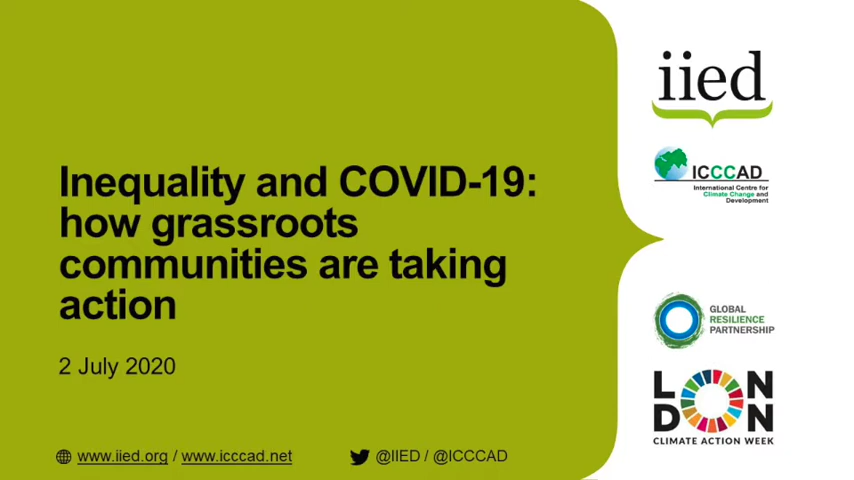 Inequality and COVID-19:
how grassroots
communities are taking
action
2 July 2020
www.iied.org / www.icccad.net
@IIED / @ICCCAD
iied
ICCCAD
International Centre for
Climate Change and
Development
GLOBAL
RESILIENCE
PARTNERSHIP
LON
DON
CLIMATE ACTION WEEK